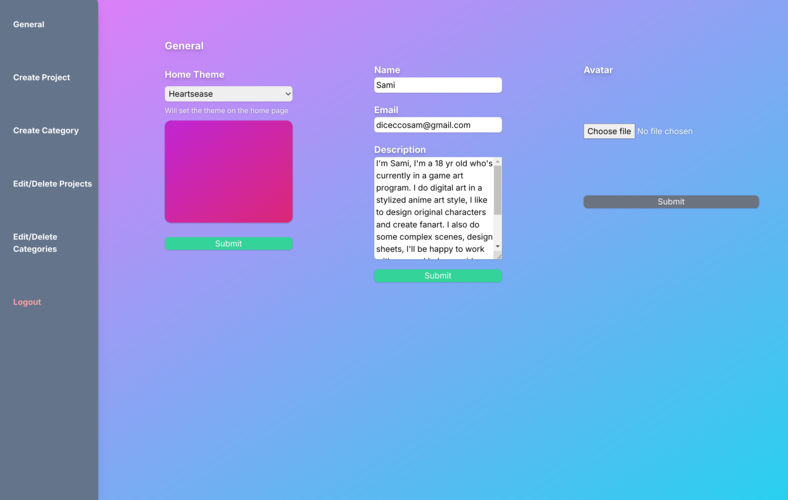 General
Create Project
Create Category
Edit/Delete Projects
Edit/Delete
Categories
Logout
General
Home Theme
Heartsease
Will set the theme on the home page
Submit
Name
Sami
Email
diceccosam@gmail.com
Description
I'm Sami, I'm a 18 yr old who's
currently in a game art
program. I do digital art in a
stylized anime art style, I like
to design original characters
and create fanart. I also do
some complex scenes, design
sheets, I'll be happy to work
Submit
Avatar
Choose file No file chosen
Submit